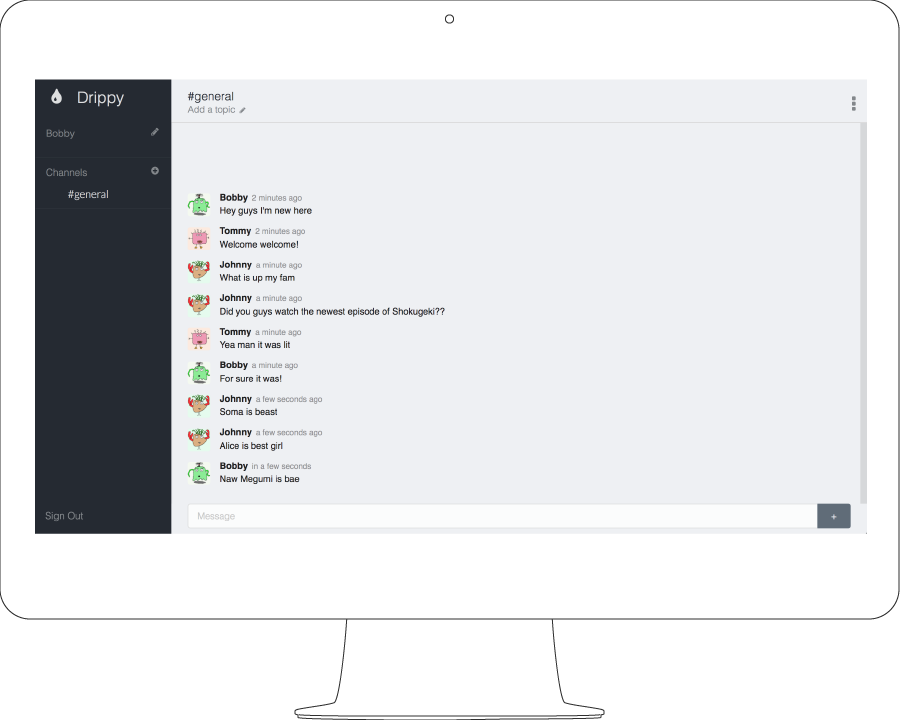 Drippy
Bobby
Channels
#general
Sign Out
#general
Add a topic
Bobby 2 minutes ago
Hey guys I'm new here
Tommy 2 minutes ago
Welcome welcome!
Johnny a minute ago
What is up my fam
Johnny a minute ago
Did you guys watch the newest episode of Shokugeki??
Tommy a minute ago
Yea man it was lit
Bobby a minute ago
For sure it was!
Johnny a few seconds ago
Soma is beast
Johnny a few seconds ago
Alice is best girl
Bobby in a few seconds
Naw Megumi is bae
Message
+